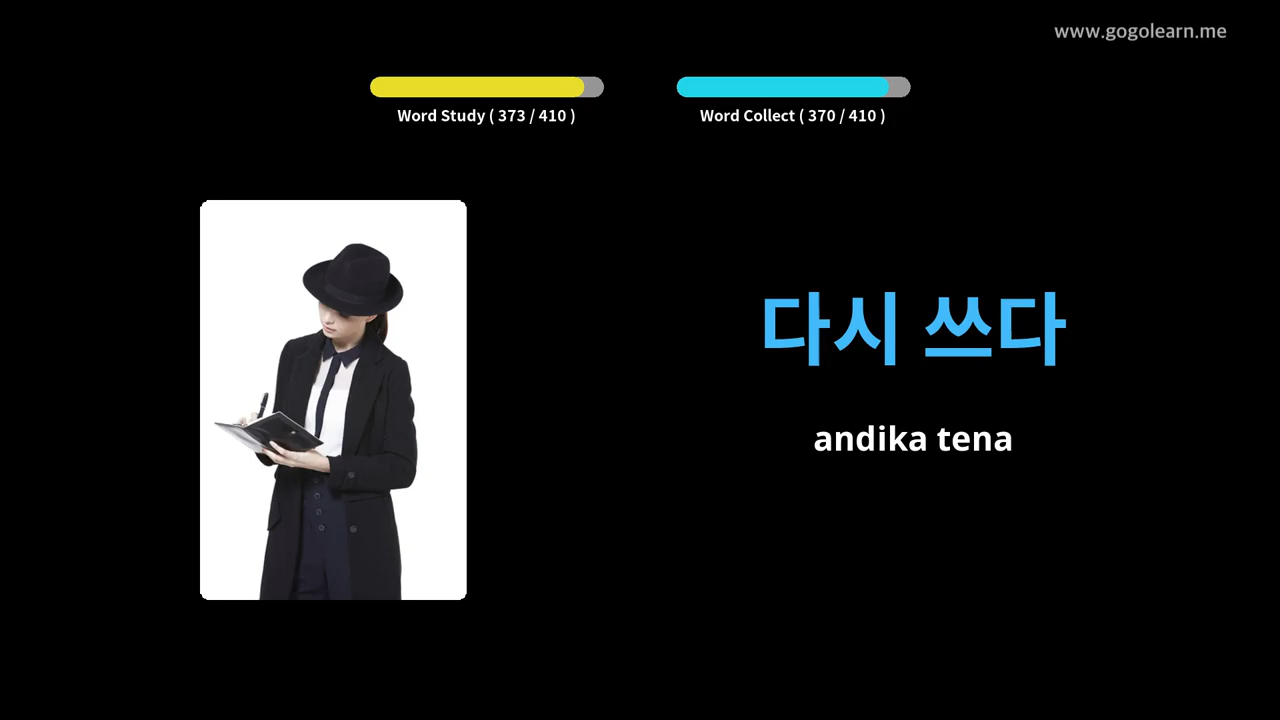 www.gogolearn.me
Word Study ( 373 / 410 )
Word Collect ( 370 / 410 )
다시 쓰다
andika tena